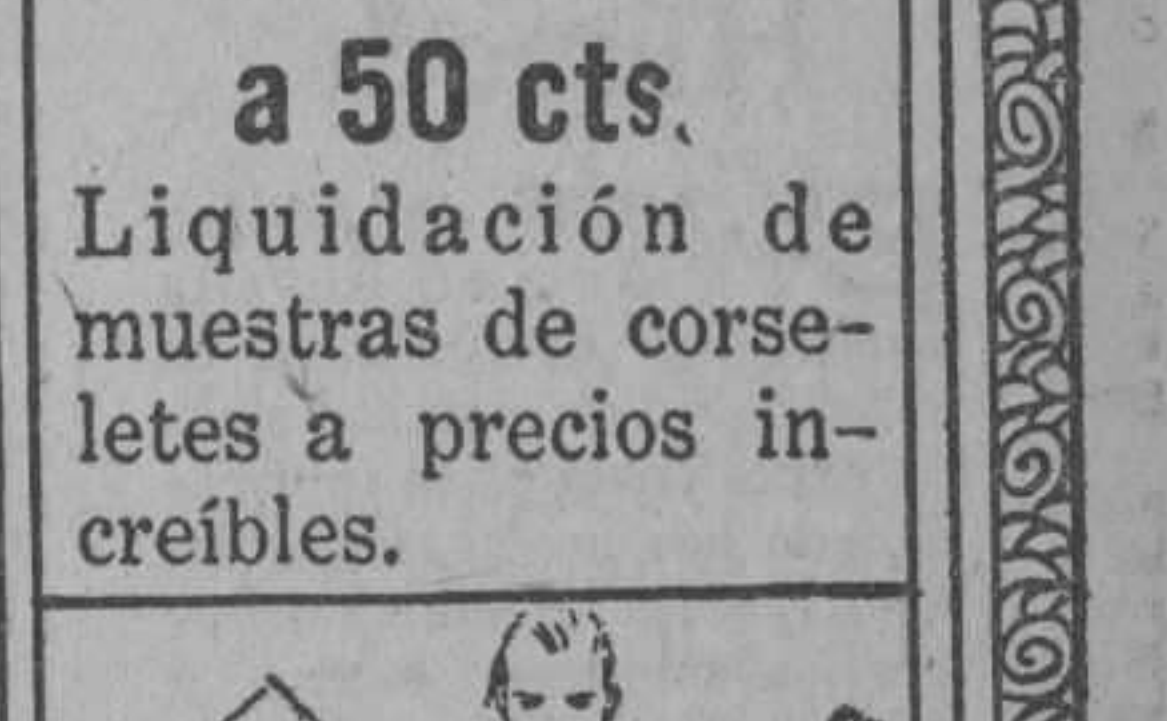 a 50 cts.
Liquidación de
muestras de corse-
letes a precios in-
creíbles.